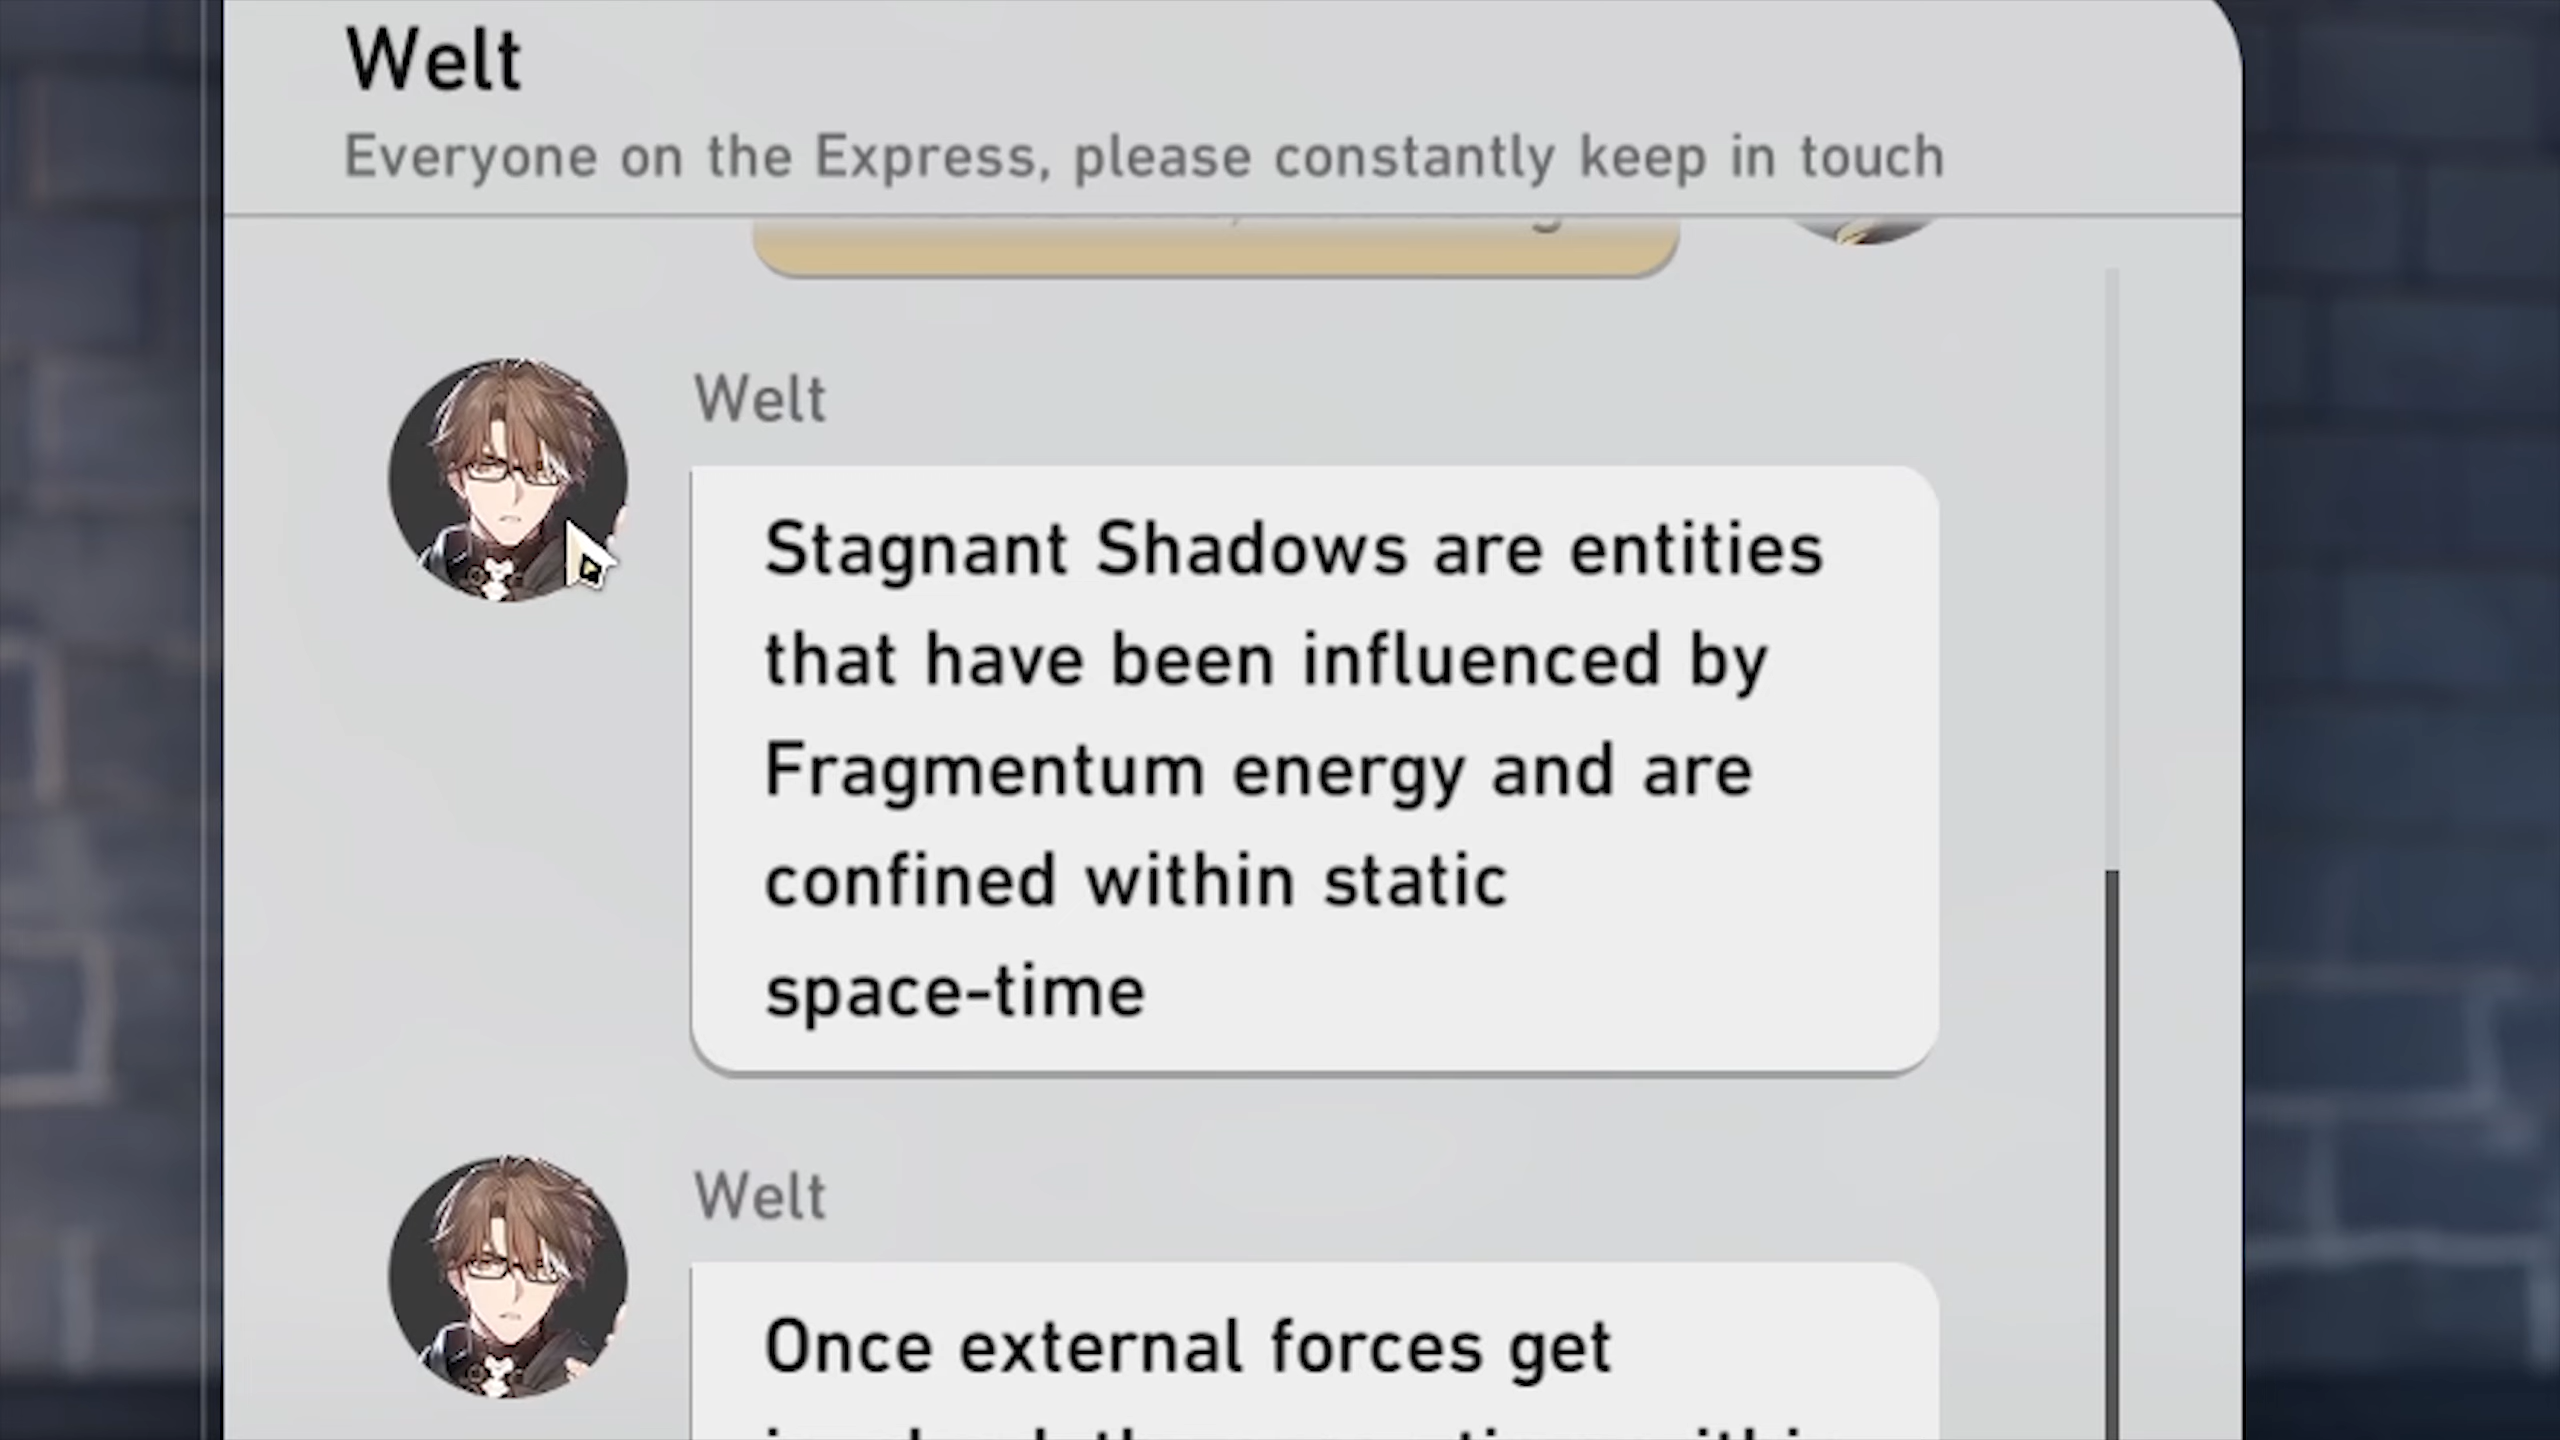 Welt
Everyone on the Express, please constantly keep in touch
Welt
Stagnant Shadows are entities
that have been influenced by
Fragmentum energy and are
confined within static
space-time
Welt
Once external forces get